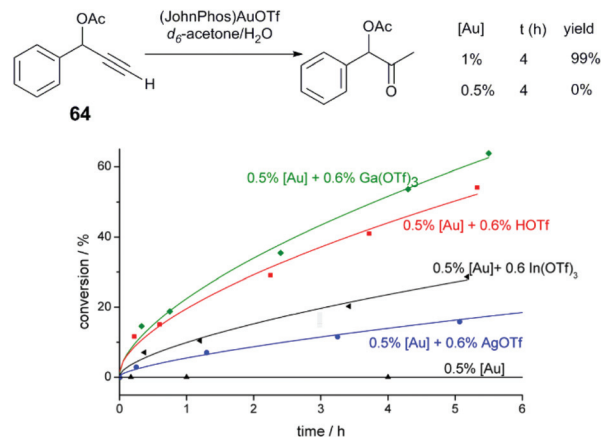 OAc
H
64
(JohnPhos)AuOTf
d6-acetone/H2O
OAc
O
[Au] t (h) yield
1% 4 99%
0.5% 4 0%
conversion / %
60
40
20
0
0.5% [Au] + 0.6% Ga(OTf)3
0.5% [Au] + 0.6% HOTf
0.5% [Au]+ 0.6 In(OTf)3
0.5% [Au] + 0.6% AgOTf
0.5% [Au]
0 1 2 3 4 5 6
time / h